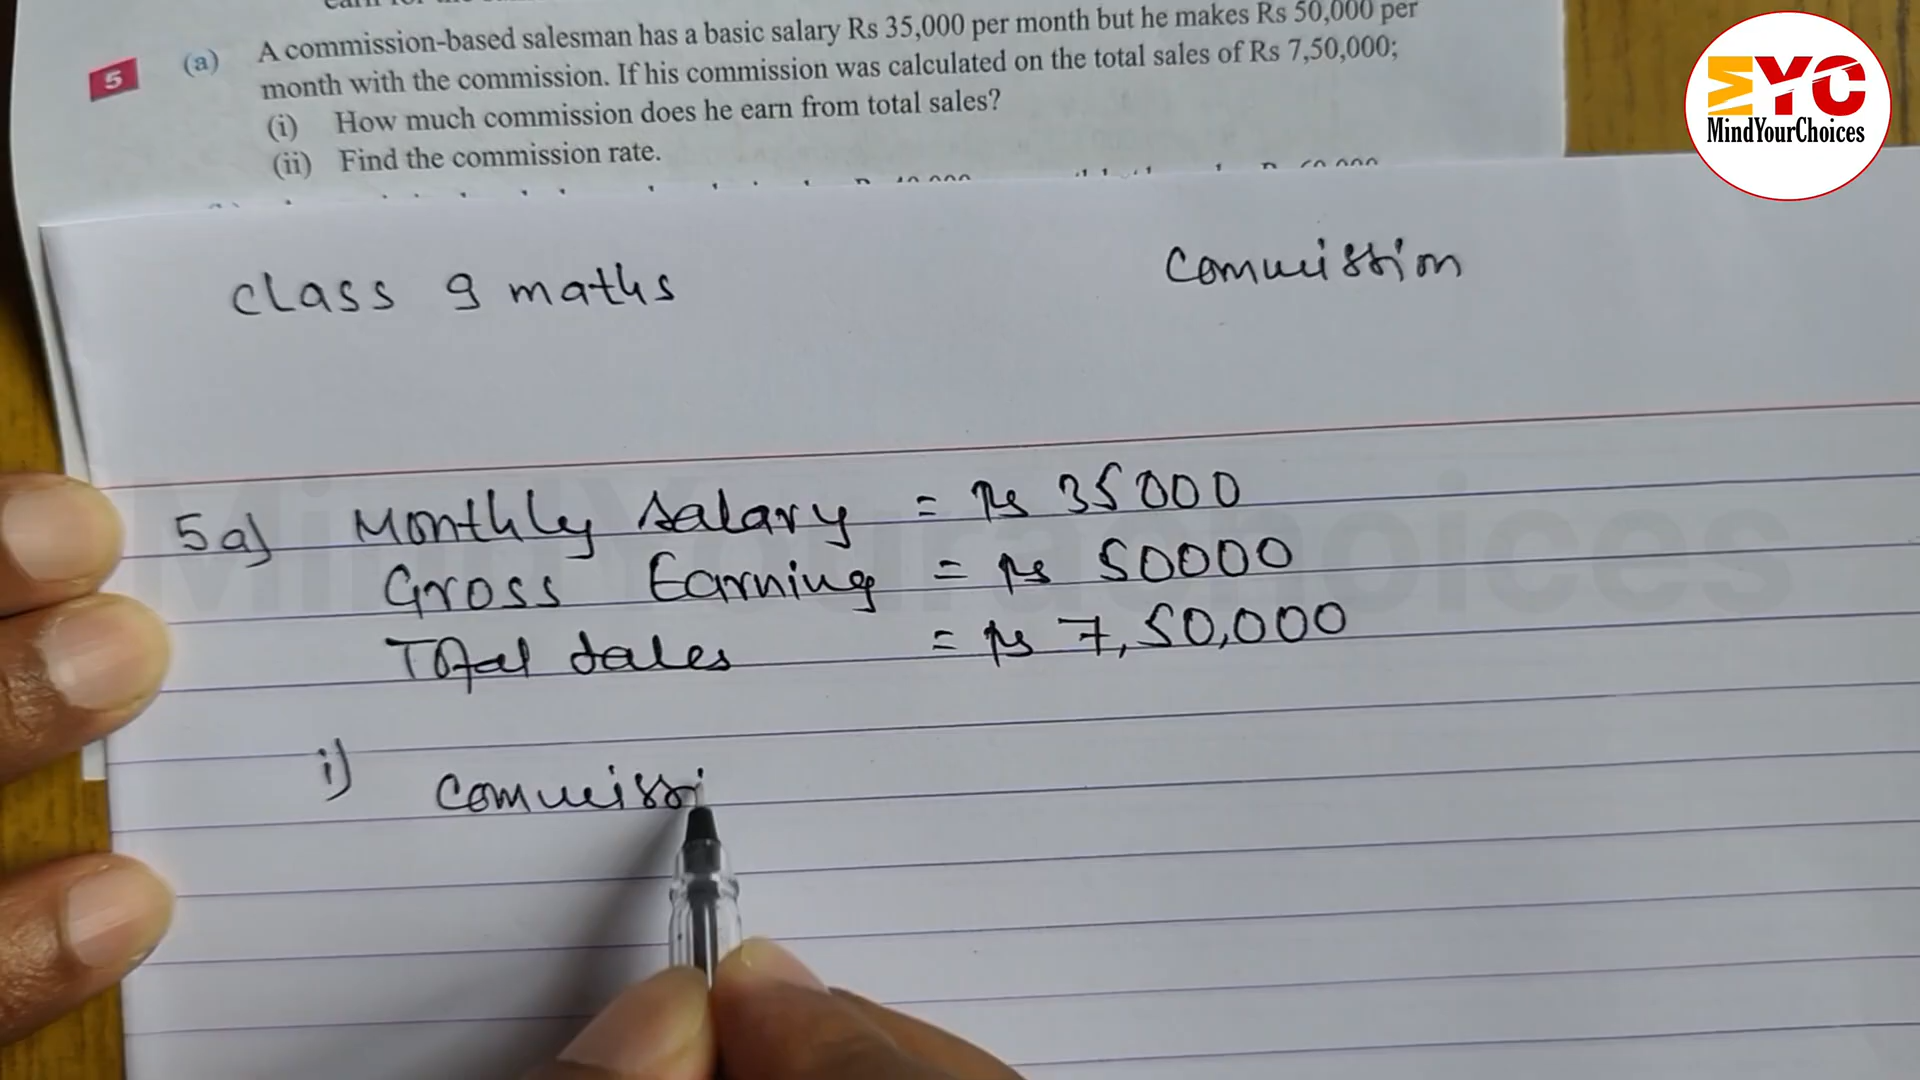 5 (a) A commission-based salesman has a basic salary Rs 35,000 per month but he makes Rs 50,000 per
month with the commission. If his commission was calculated on the total sales of Rs 7,50,000;
(i) How much commission does he earn from total sales?
(ii) Find the commission rate.
MYC
MindYourChoices
class 9 maths
Commission
5a) Monthly salary = Rs 35000
Gross Earning = Rs 50000
Total sales = Rs 7,50,000
i) Commissi